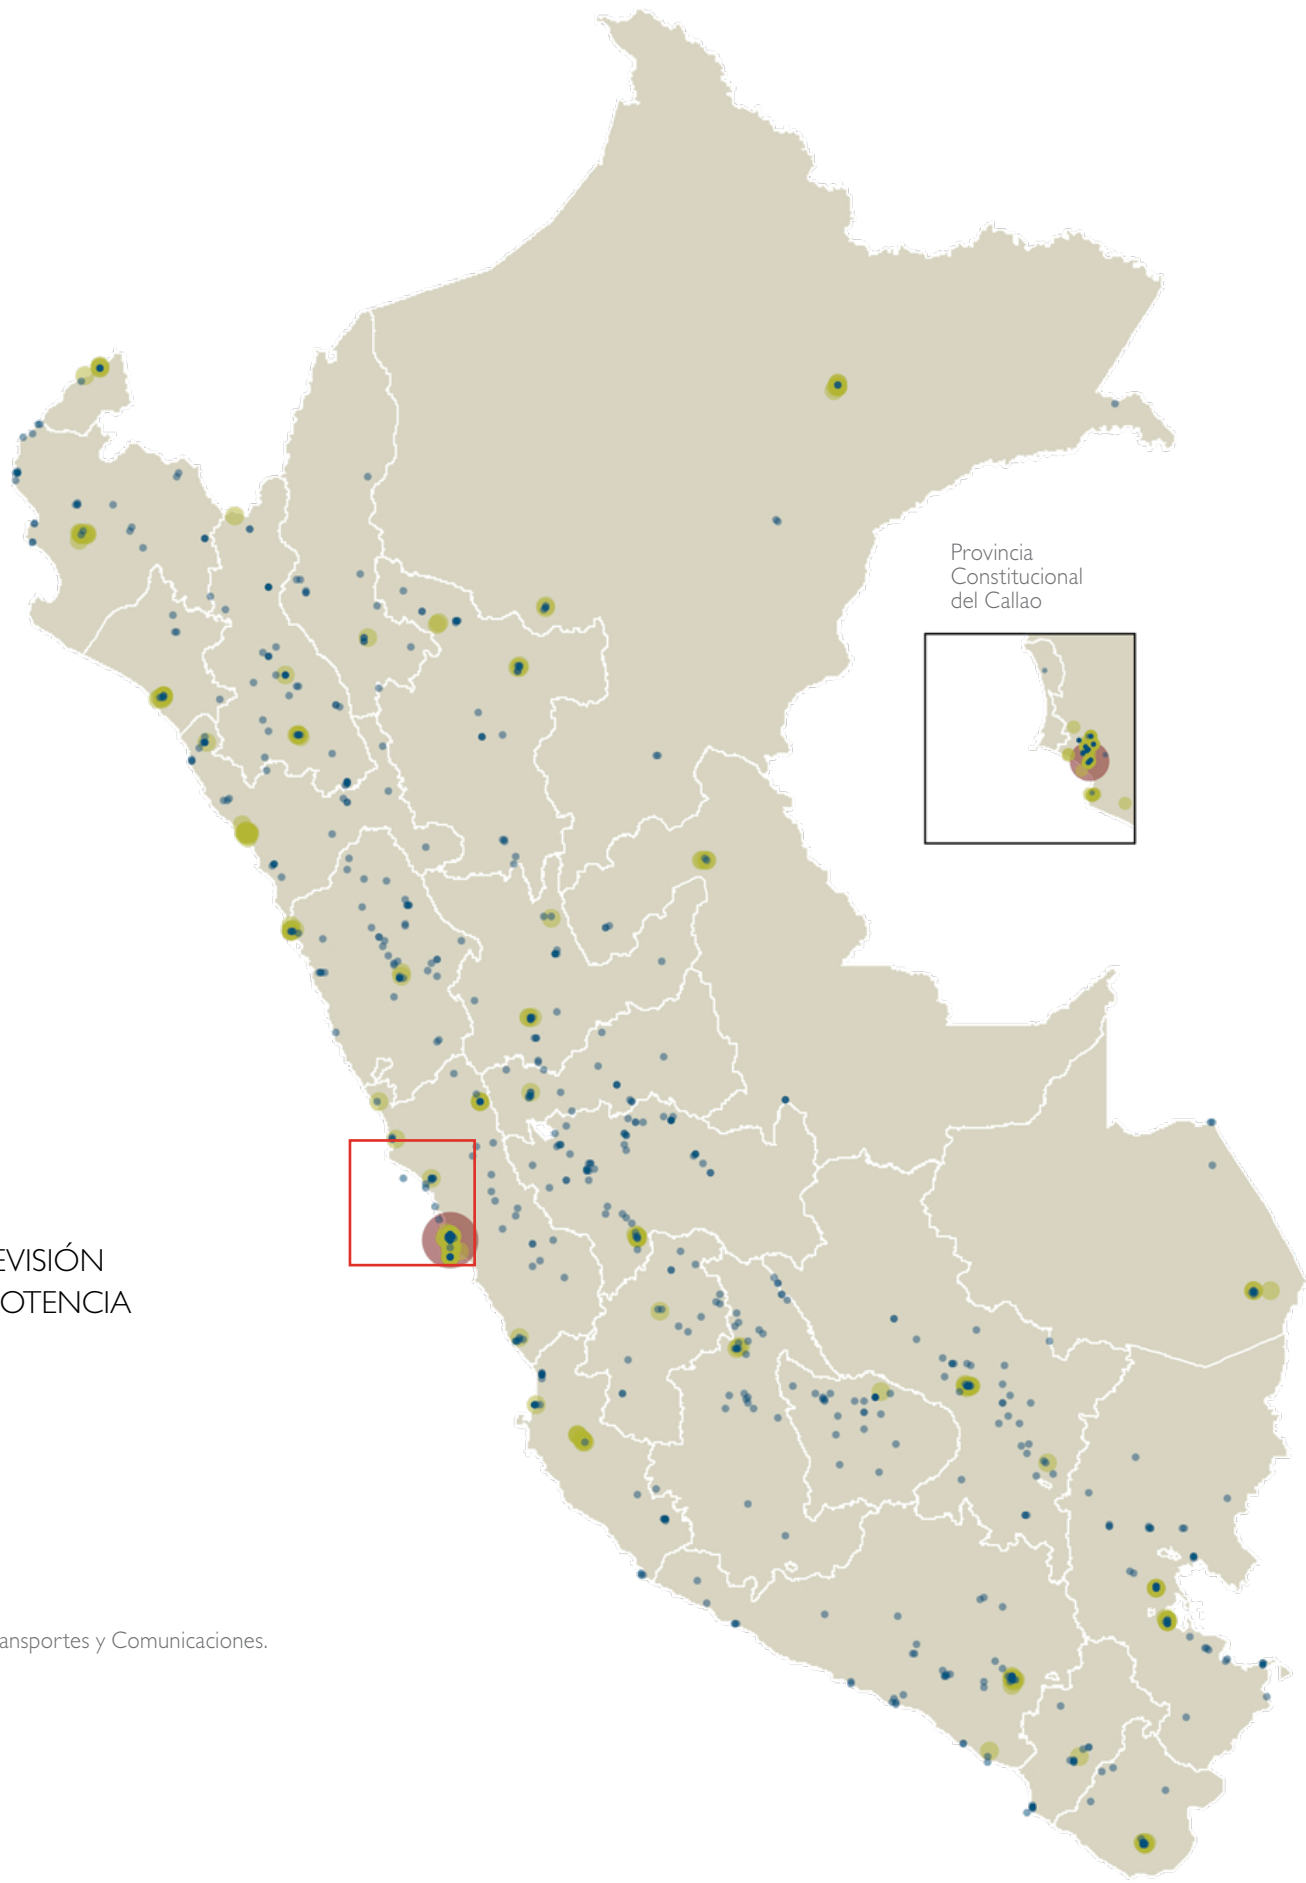 Provincia
Constitucional
del Callao
EVISIÓN
OTENCIA
ansportes y Comunicaciones.